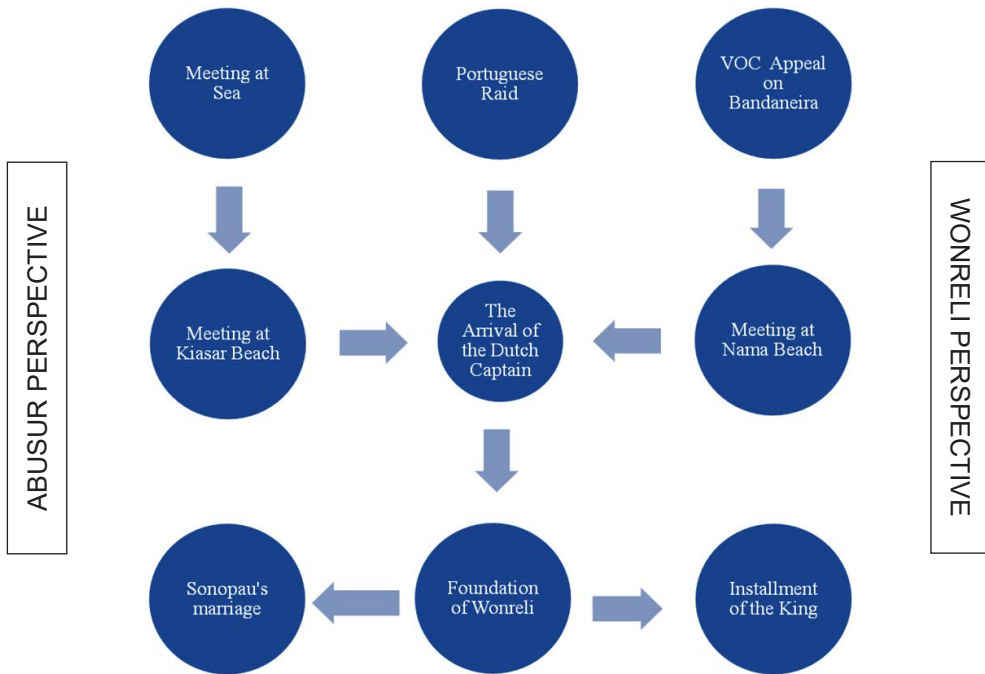 Meeting at
Sea
Portuguese
Raid
VOC Appeal
on
Bandaneira
ABUSUR PERSPECTIVE
WONRELI PERSPECTIVE
Meeting at
Kiasar Beach
The
Arrival of
the Dutch
Captain
Meeting at
Nama Beach
Sonopau's
marriage
Foundation
of Wonreli
Installment
of the King